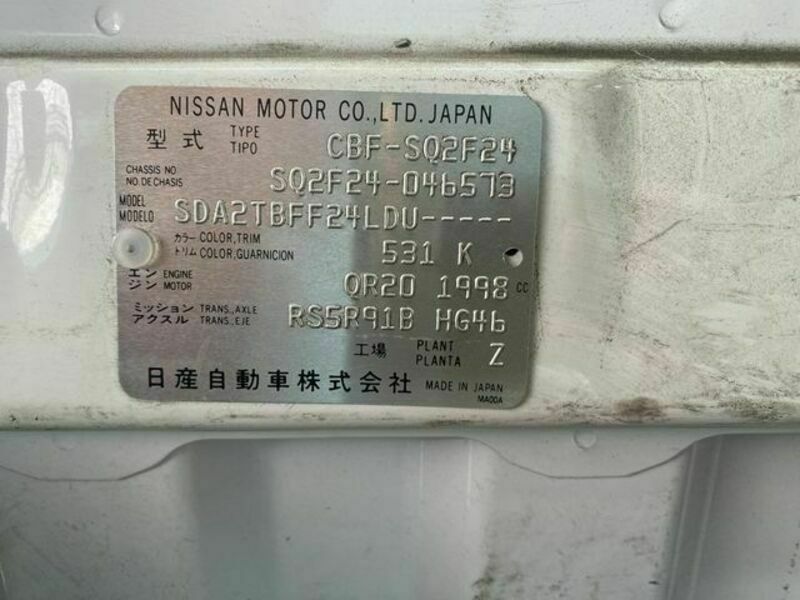 NISSAN MOTOR CO.,LTD. JAPAN
型式 TYPE TIPO CBF-SQ2F24
CHASSIS NO NO.DE CHASIS SQ2F24-046573
MODEL MODELO SDA2TBFF24LDU-----
カラー COLOR,TRIM トリム COLOR,GUARNICION 531 K
エンジン ENGINE MOTOR QR20 1998 CC
ミッション TRANS.,AXLE アクスル TRANS.,EJE RS5R91B HG46
工場 PLANT PLANTA Z
日産自動車株式会社 MADE IN JAPAN
MA00A